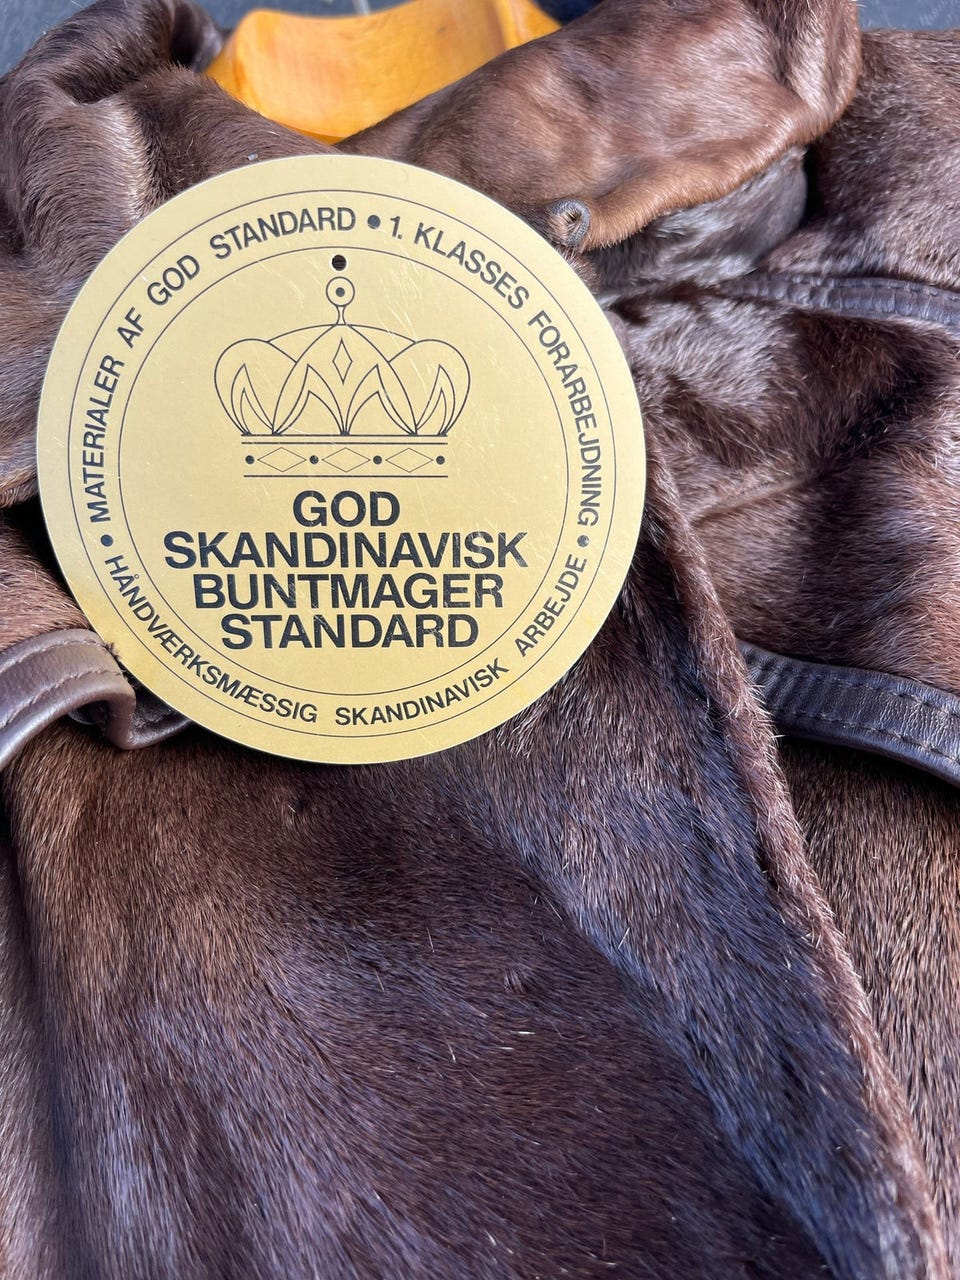 MATERIALER AF GOD STANDARD • 1. KLASSES FORARBEJDNING •
HÅNDVÆRKSMÆSSIG SKANDINAVISK ARBEJDE •
GOD
SKANDINAVISK
BUNTMAGER
STANDARD